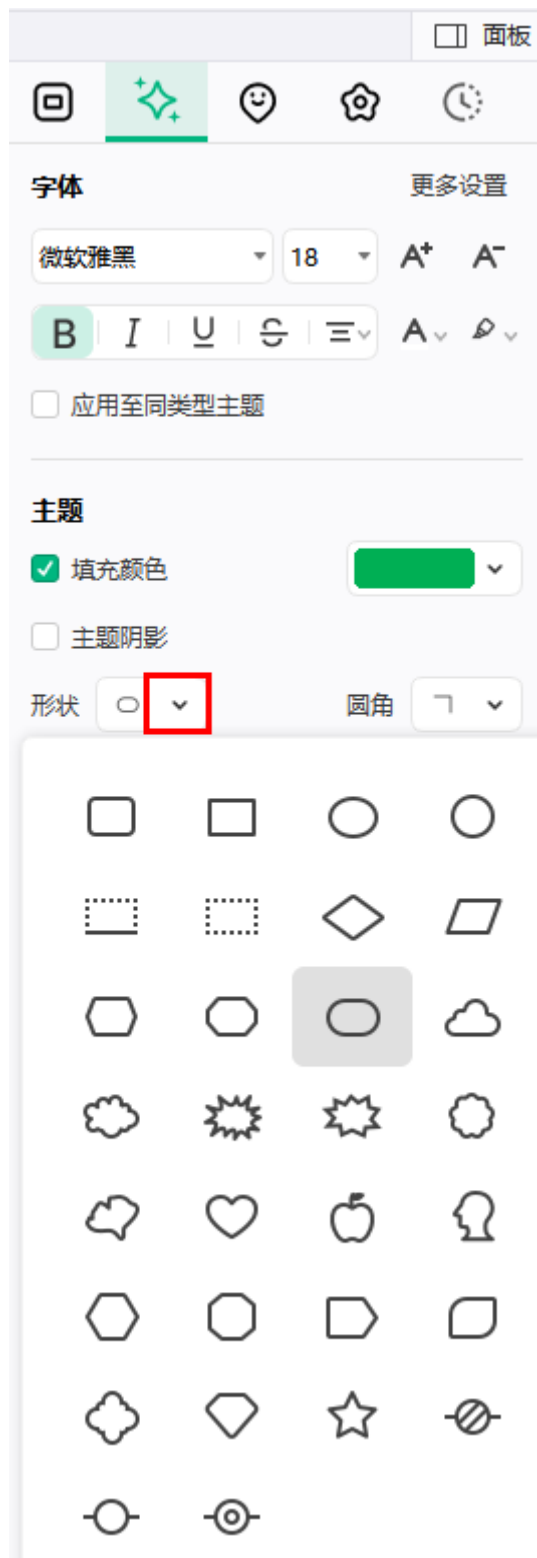 面板
字体 更多设置
微软雅黑 18 A+ A-
B I U S A
应用至同类型主题
主题
填充颜色
主题阴影
形状 圆角